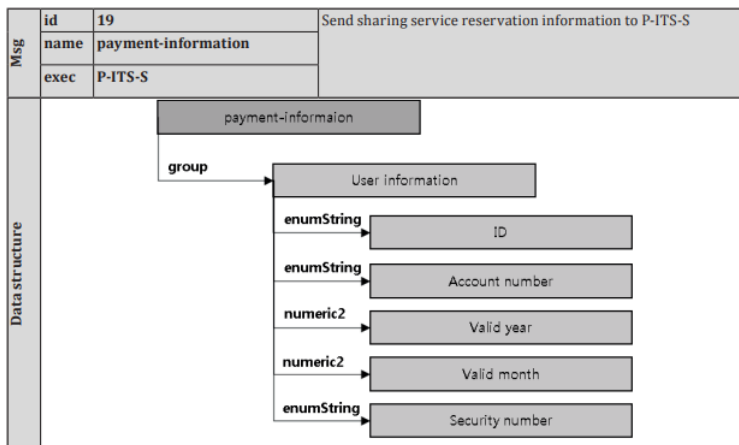 Msg
id 19 Send sharing service reservation information to P-ITS-S
name payment-information
exec P-ITS-S
Data structure
payment-informaion
group
User information
enumString
ID
enumString
Account number
numeric2
Valid year
numeric2
Valid month
enumString
Security number